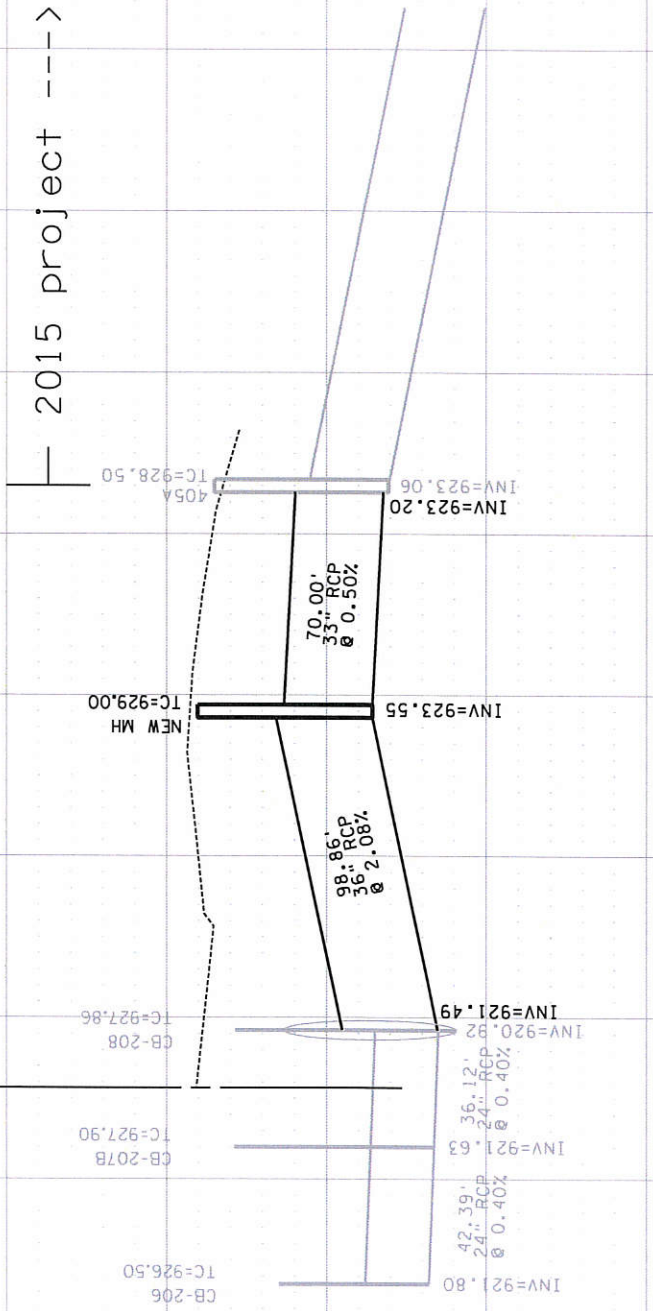 2015 project --->
CB-206
TC=926.50
CB-207B
TC=927.90
CB-208
TC=927.86
NEW MH
TC=929.00
405A
TC=928.50
INV=921.80
42.39'
24" RCP
@ 0.40%
INV=921.63
36.12'
24" RCP
@ 0.40%
INV=920.92
INV=921.49
98.86'
36" RCP
@ 2.08%
INV=923.55
70.00'
33" RCP
@ 0.50%
INV=923.20
INV=923.06